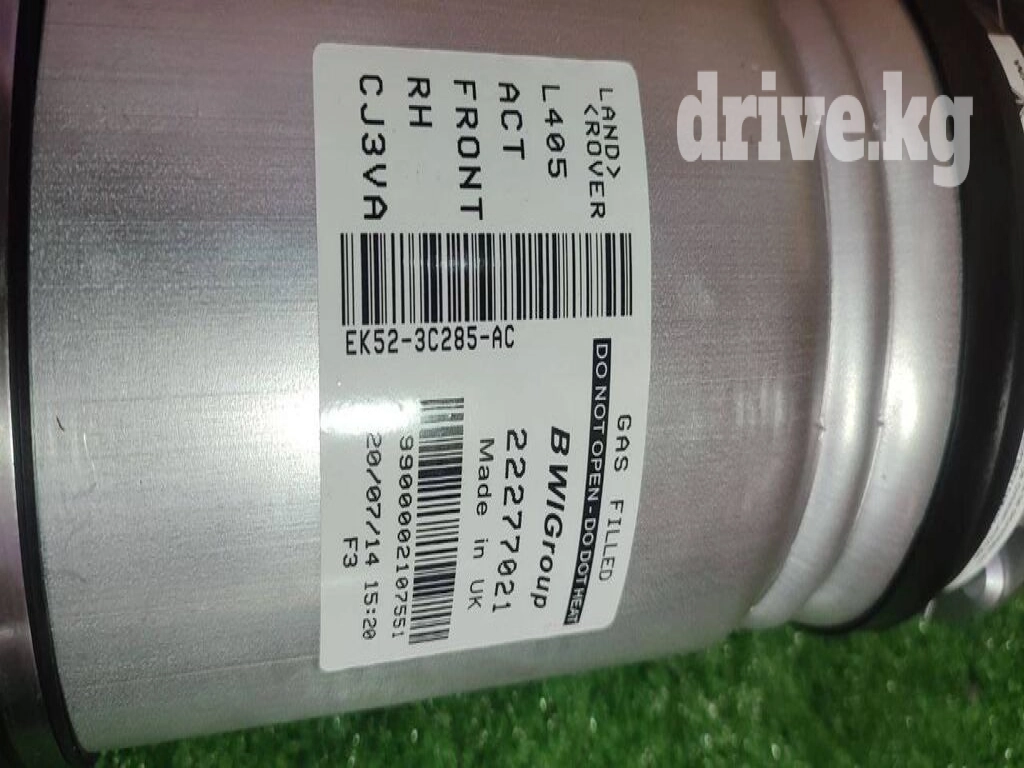 drive.kg
LAND>
<ROVER
L405
ACT
FRONT
RH
CJ3VA
EK52-3C285-AC
GAS FILLED
DO NOT OPEN - DO DOT HEAT
BWIGroup
22277021
Made in UK
9900002107551
20/07/14 15:20
F3